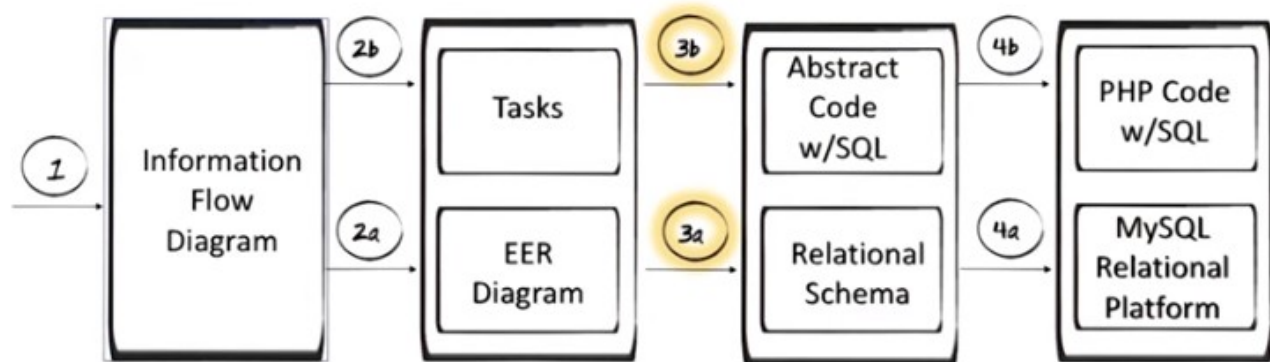 1
Information
Flow
Diagram
2b
2a
Tasks
EER
Diagram
3b
3a
Abstract
Code
w/SQL
Relational
Schema
4b
4a
PHP Code
w/SQL
MySQL
Relational
Platform